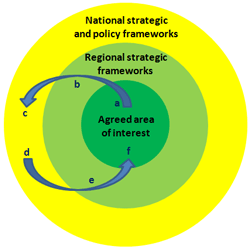 National strategic
and policy frameworks
Regional strategic
frameworks
b
a
c
Agreed area
of interest
d
f
e